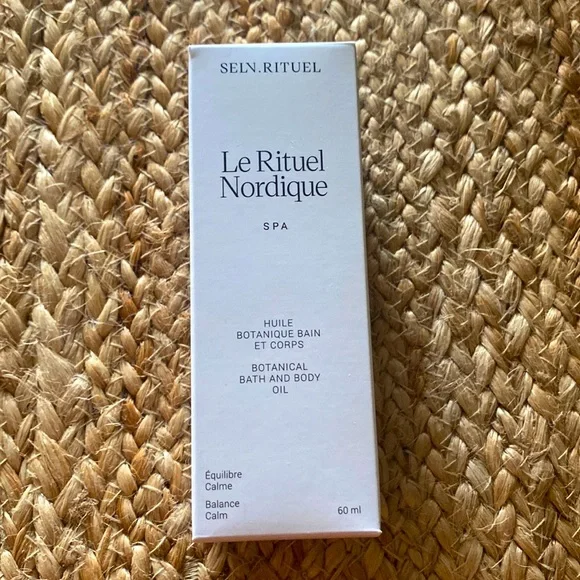 SELN.RITUEL
Le Rituel
Nordique
SPA
HUILE
BOTANIQUE BAIN
ET CORPS
BOTANICAL
BATH AND BODY
OIL
Équilibre
Calme
Balance
Calm
60 ml